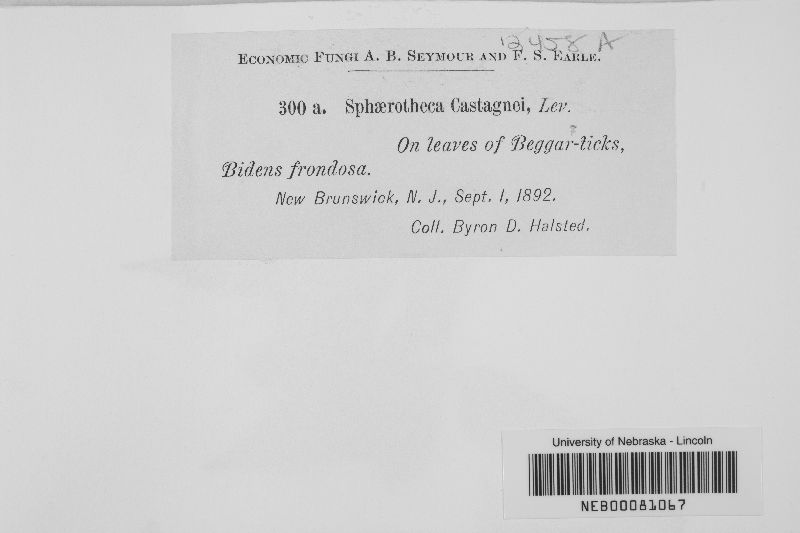 12458 A
Economic Fungi A. B. Seymour and F. S. Earle.
300 a. Sphærotheca Castagnei, Lev.
On leaves of Beggar-ticks,
Bidens frondosa.
New Brunswick, N. J., Sept. 1, 1892.
Coll. Byron D. Halsted.
University of Nebraska - Lincoln
NEB00081067